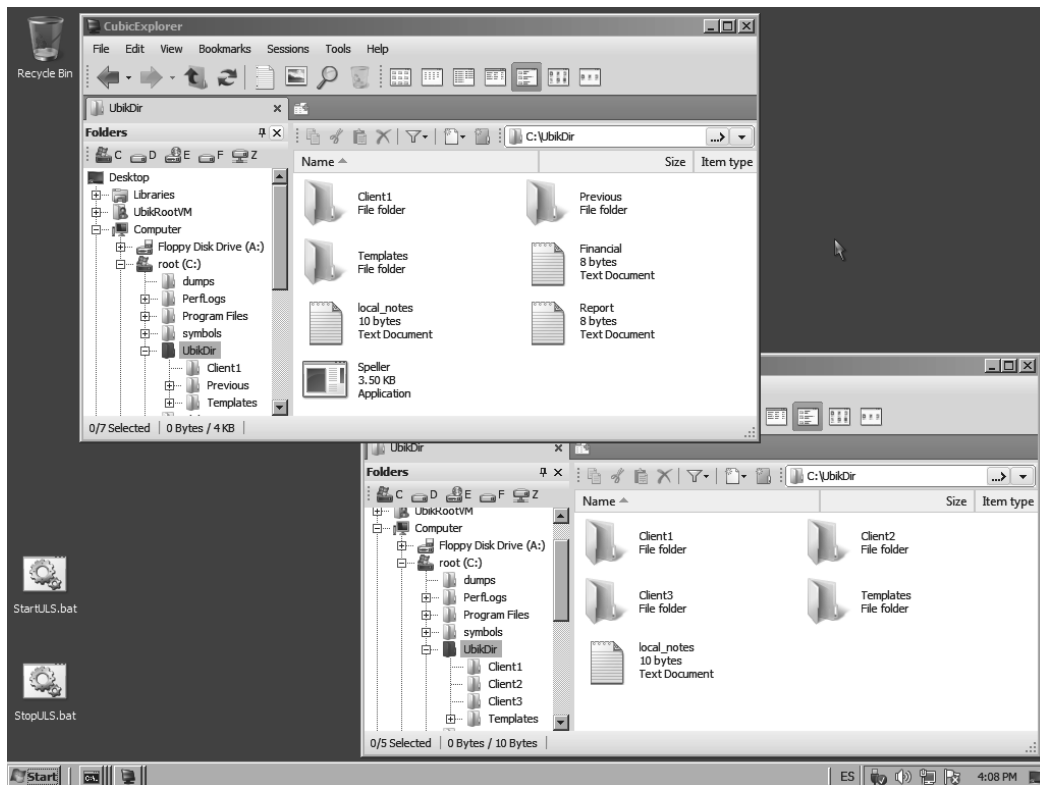 Recycle Bin
CubicExplorer
File Edit View Bookmarks Sessions Tools Help
UbikDir
Folders
C D E F Z
C:\UbikDir
Name Size Item type
Desktop
Libraries
UbikRootVM
Computer
Floppy Disk Drive (A:)
root (C:)
dumps
PerfLogs
Program Files
symbols
UbikDir
Client1
Previous
Templates
Client1
File folder
Previous
File folder
Templates
File folder
Financial
8 bytes
Text Document
local_notes
10 bytes
Text Document
Report
8 bytes
Text Document
Speller
3.50 KB
Application
0/7 Selected 0 Bytes / 4 KB
UbikDir
Folders
C D E F Z
C:\UbikDir
Name Size Item type
UbikRootVM
Computer
Floppy Disk Drive (A:)
root (C:)
dumps
PerfLogs
Program Files
symbols
UbikDir
Client1
Client2
Client3
Templates
Client1
File folder
Client2
File folder
Client3
File folder
Templates
File folder
local_notes
10 bytes
Text Document
0/5 Selected 0 Bytes / 10 Bytes
StartULS.bat
StopULS.bat
Start
ES 4:08 PM